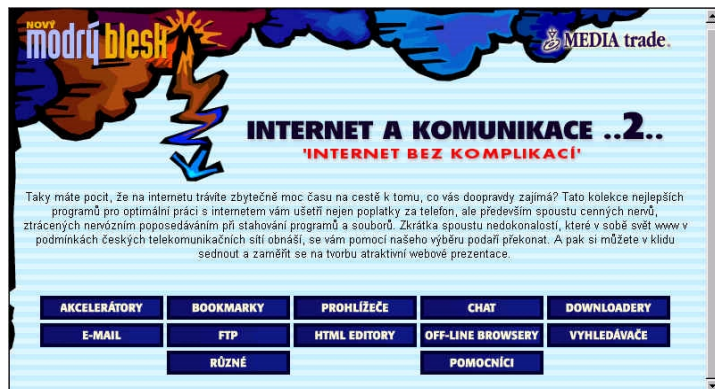 NOVÝ
modrý blesk
MEDIA trade.
INTERNET A KOMUNIKACE ..2..
'INTERNET BEZ KOMPLIKACÍ'
Taky máte pocit, že na internetu trávíte zbytečně moc času na cestě k tomu, co vás doopravdy zajímá? Tato kolekce nejlepších
programů pro optimální práci s internetem vám ušetří nejen poplatky za telefon, ale především spoustu cenných nervů,
ztrácených nervózním poposedáváním při stahování programů a souborů. Zkrátka spoustu nedokonalostí, které v sobě svět www v
podmínkách českých telekomunikačních sítí obnáší, se vám pomocí našeho výběru podaří překonat. A pak si můžete v klidu
sednout a zaměřit se na tvorbu atraktivní webové prezentace.
AKCELERÁTORY BOOKMARKY PROHLÍŽEČE CHAT DOWNLOADERY
E-MAIL FTP HTML EDITORY OFF-LINE BROWSERY VYHLEDÁVAČE
RŮZNÉ POMOCNÍCI